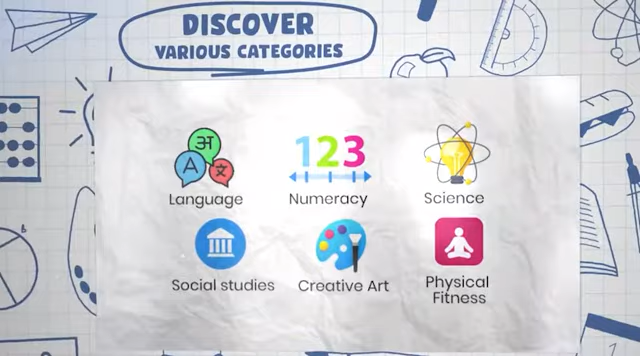 DISCOVER
VARIOUS CATEGORIES
अ
A
文
123
Language
Numeracy
Science
Social studies
Creative Art
Physical
Fitness